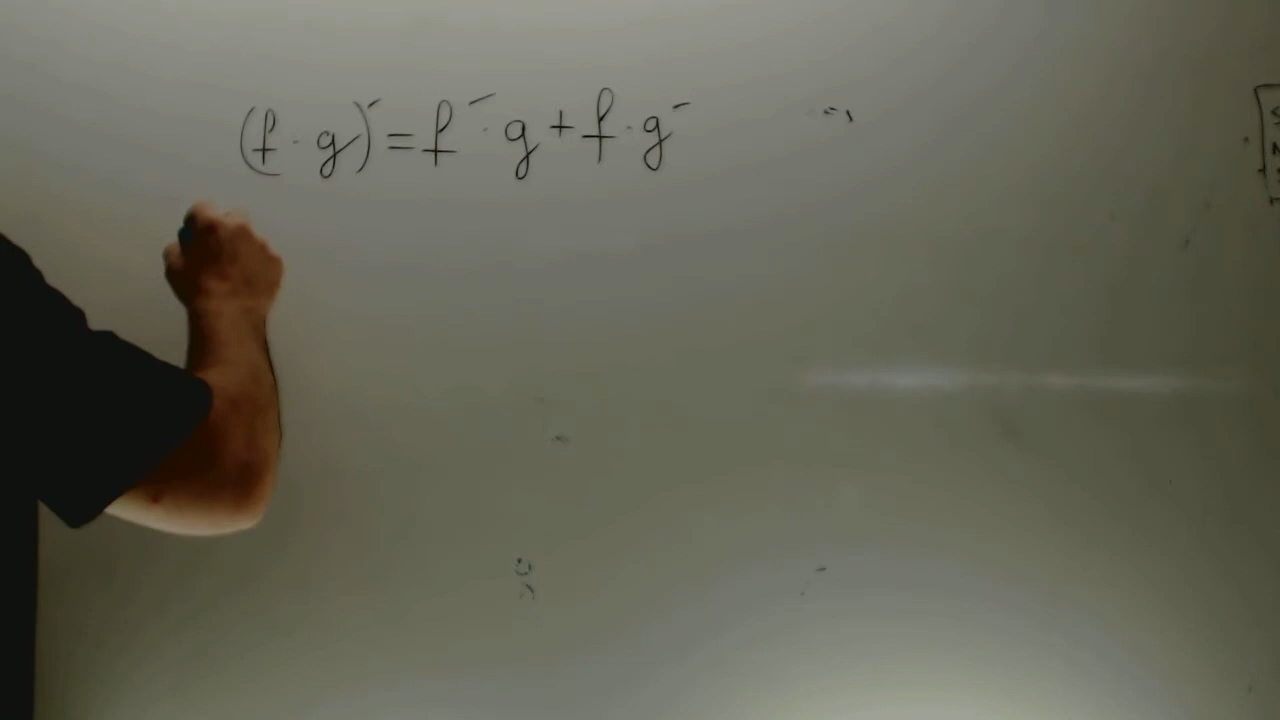 (f · g)′ = f′ · g + f · g′